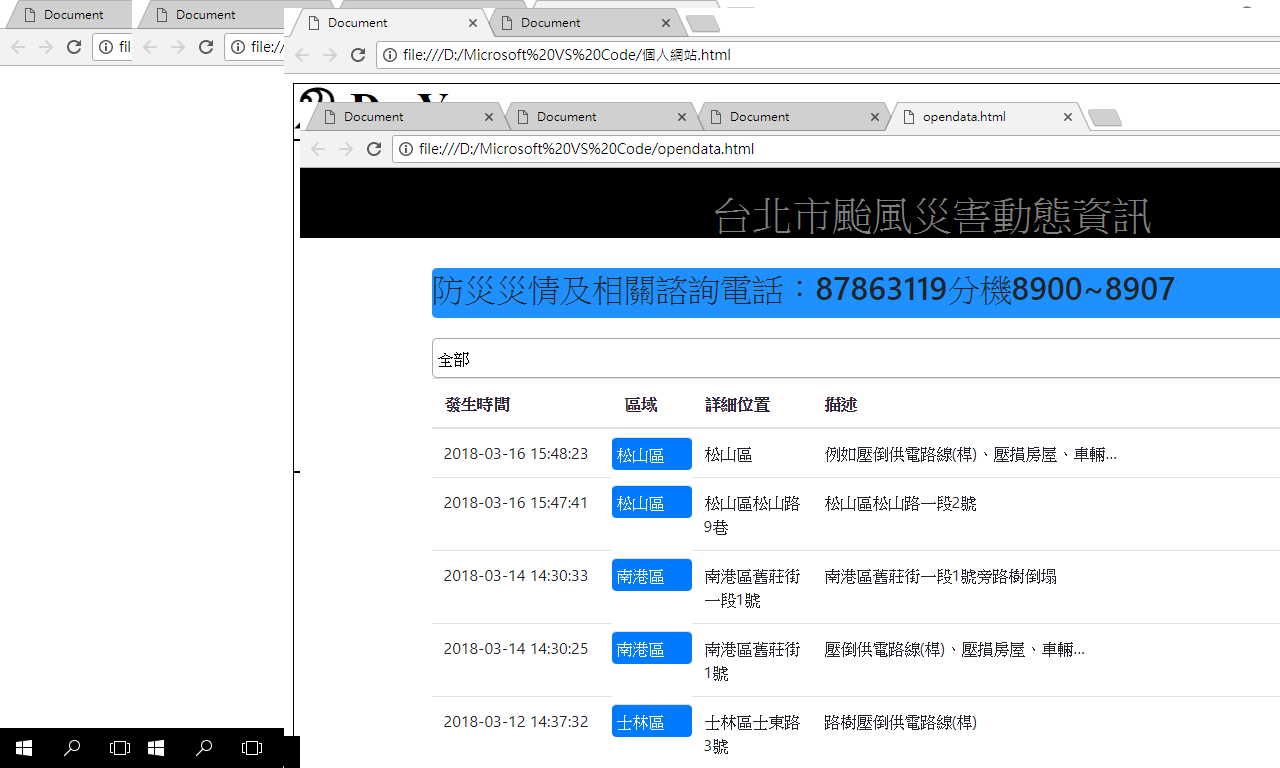 Document
Document
Document
Document
fil
file://
file:///D:/Microsoft%20VS%20Code/個人網站.html
Document
Document
Document
opendata.html
file:///D:/Microsoft%20VS%20Code/opendata.html
台北市颱風災害動態資訊
防災災情及相關諮詢電話：87863119分機8900~8907
全部
發生時間 區域 詳細位置 描述
2018-03-16 15:48:23 松山區 松山區 例如壓倒供電路線(桿)、壓損房屋、車輛...
2018-03-16 15:47:41 松山區 松山區松山路 松山區松山路一段2號
9巷
2018-03-14 14:30:33 南港區 南港區舊莊街 南港區舊莊街一段1號旁路樹倒塌
一段1號
2018-03-14 14:30:25 南港區 南港區舊莊街 壓倒供電路線(桿)、壓損房屋、車輛...
1號
2018-03-12 14:37:32 士林區 士林區士東路 路樹壓倒供電路線(桿)
3號